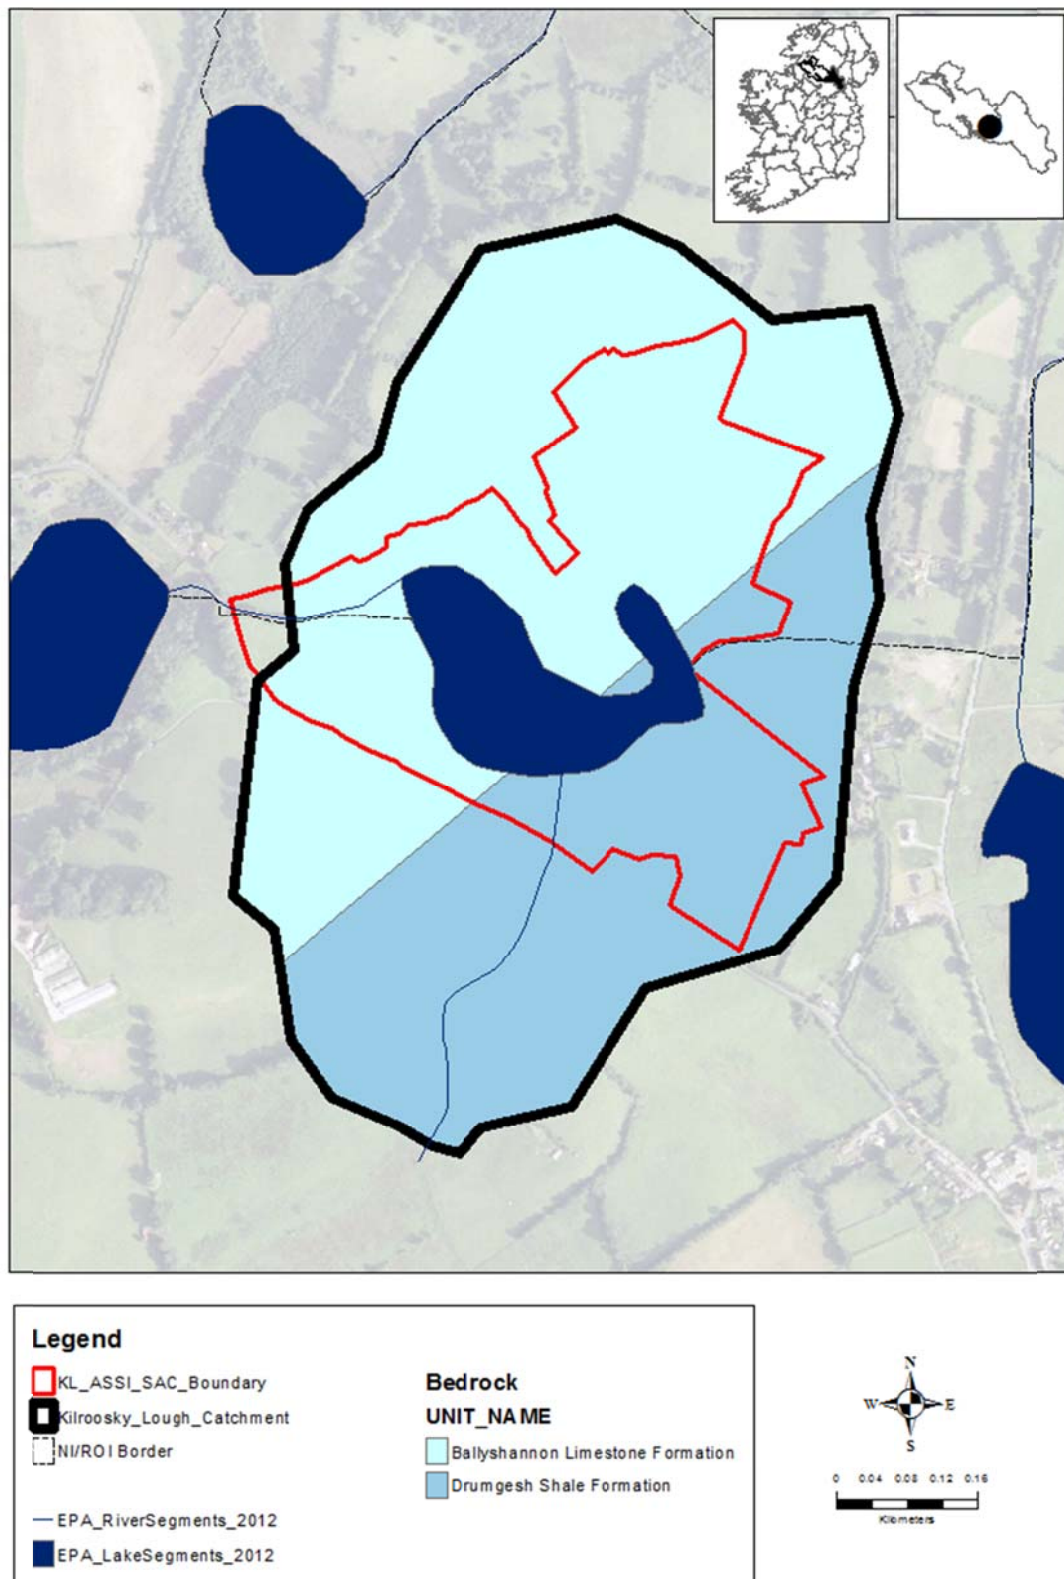 Legend
KL_ASSI_SAC_Boundary
Kilroosky_Lough_Catchment
NI/ROI Border
EPA_RiverSegments_2012
EPA_LakeSegments_2012
Bedrock
UNIT_NAME
Ballyshannon Limestone Formation
Drumgesh Shale Formation
N
W E
S
0 0.04 0.08 0.12 0.16
Kilometers